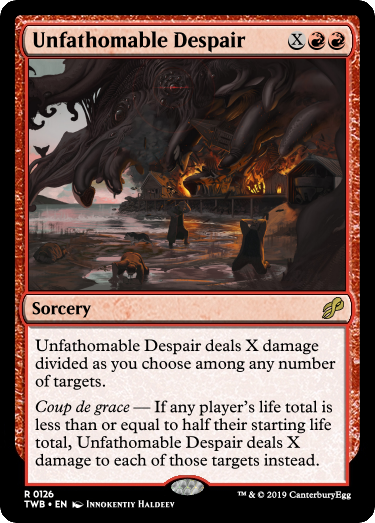 Unfathomable Despair X
Sorcery
Unfathomable Despair deals X damage
divided as you choose among any number
of targets.
Coup de grace — If any player's life total is
less than or equal to half their starting life
total, Unfathomable Despair deals X
damage to each of those targets instead.
R 0126
TWB • EN Innokentiy Haldeev ™ & © 2019 CanterburyEgg